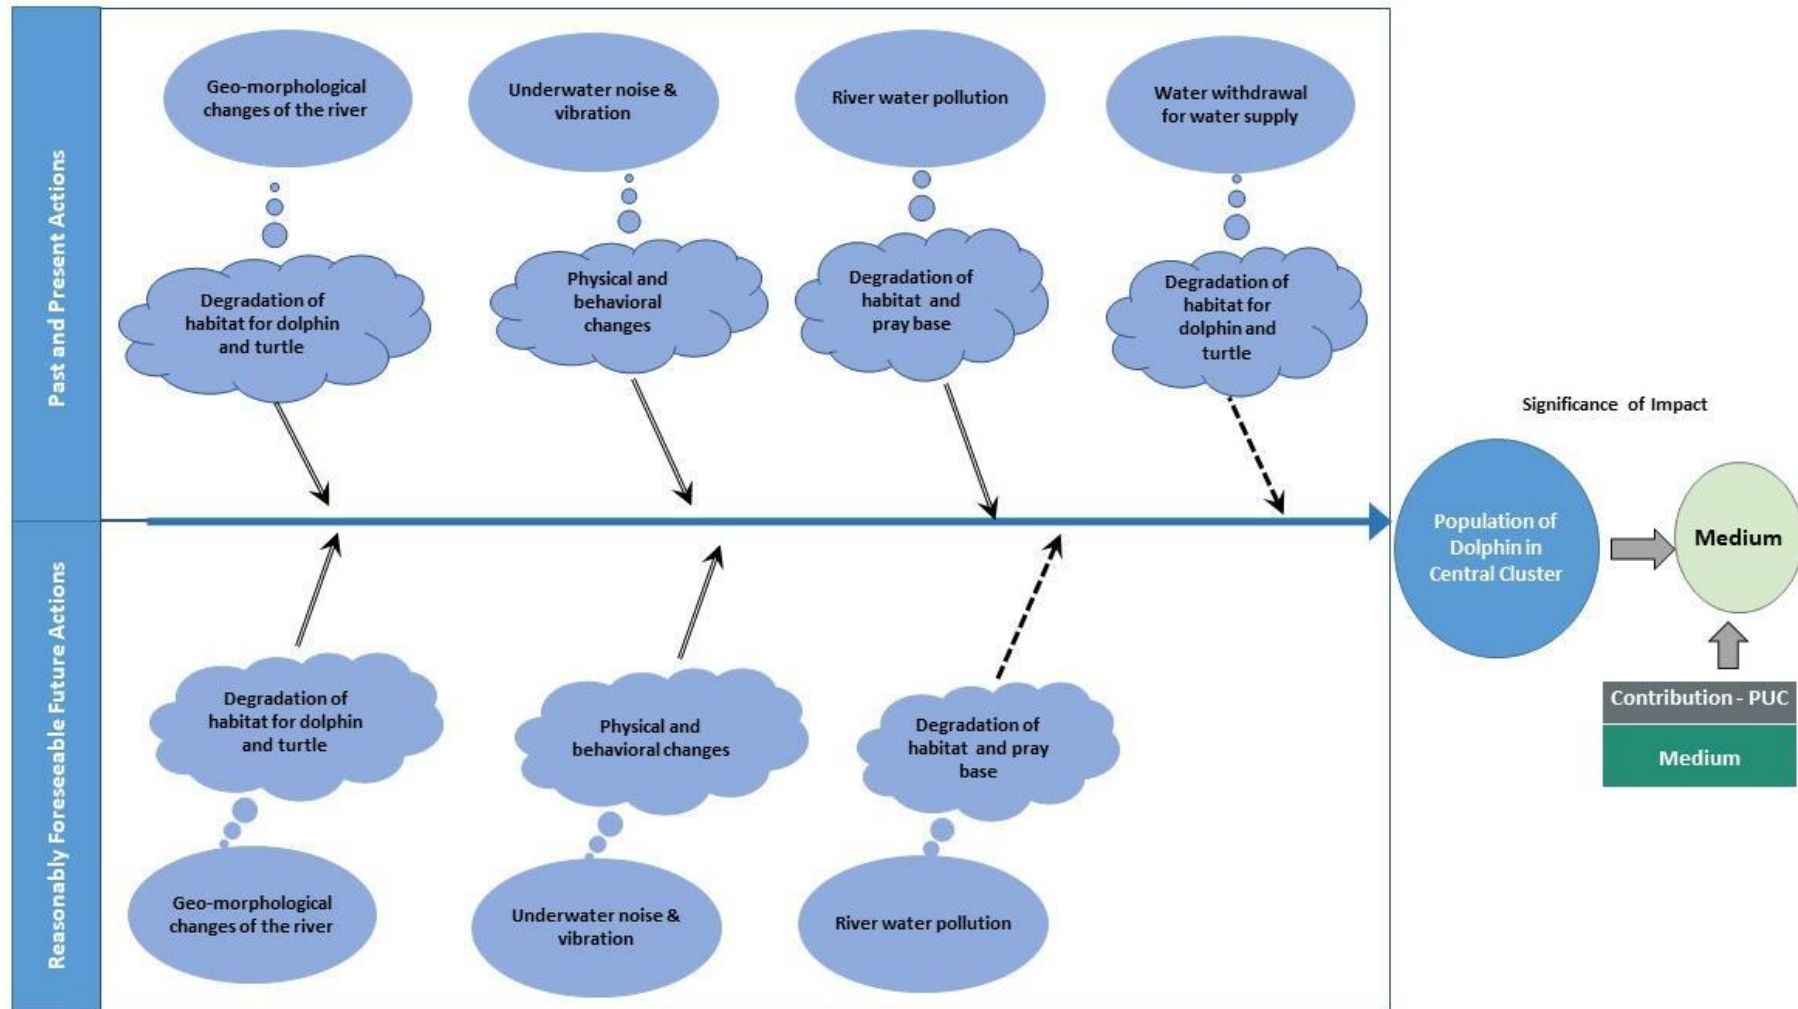 Past and Present Actions
Geo-morphological
changes of the river
Underwater noise &
vibration
River water pollution
Water withdrawal
for water supply
Degradation of
habitat for dolphin
and turtle
Physical and
behavioral
changes
Degradation of
habitat and
pray base
Degradation of
habitat for
dolphin and
turtle
Significance of Impact
Population of
Dolphin in
Central Cluster
Medium
Contribution - PUC
Medium
Reasonably Foreseeable Future Actions
Degradation of
habitat for dolphin
and turtle
Physical and
behavioral changes
Degradation of
habitat and pray
base
Geo-morphological
changes of the river
Underwater noise &
vibration
River water pollution